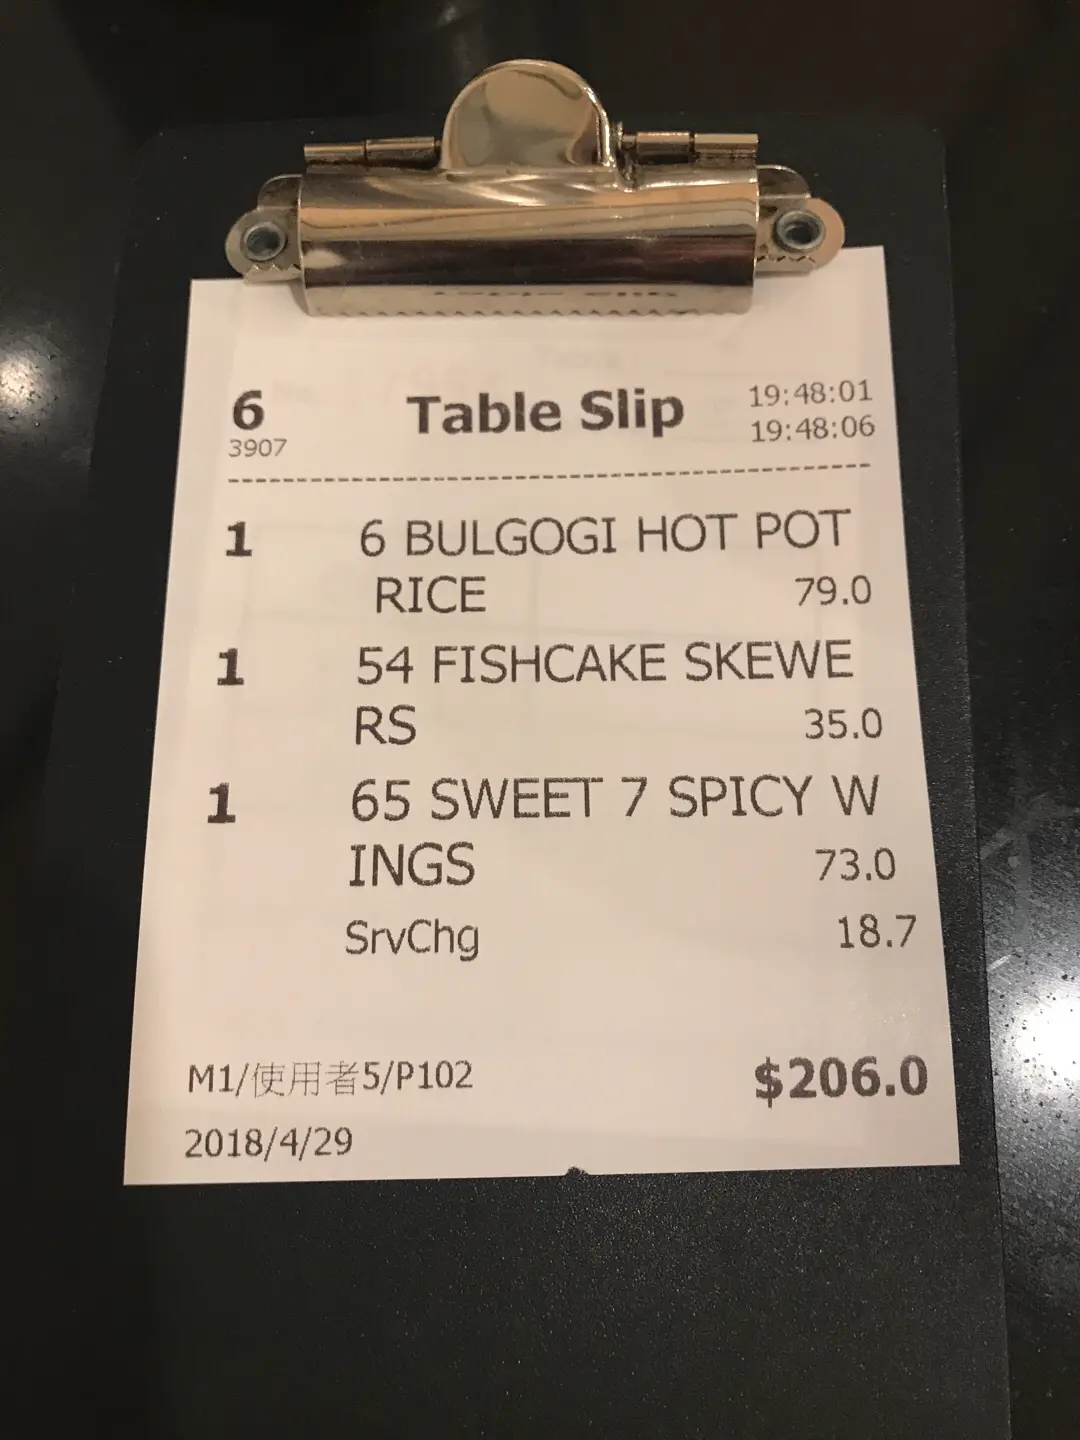 Table Slip
6 Table Slip 19:48:01
3907 19:48:06
--------------------------------------------------
1 6 BULGOGI HOT POT
RICE 79.0
1 54 FISHCAKE SKEWE
RS 35.0
1 65 SWEET 7 SPICY W
INGS 73.0
SrvChg 18.7
M1/使用者5/P102 $206.0
2018/4/29